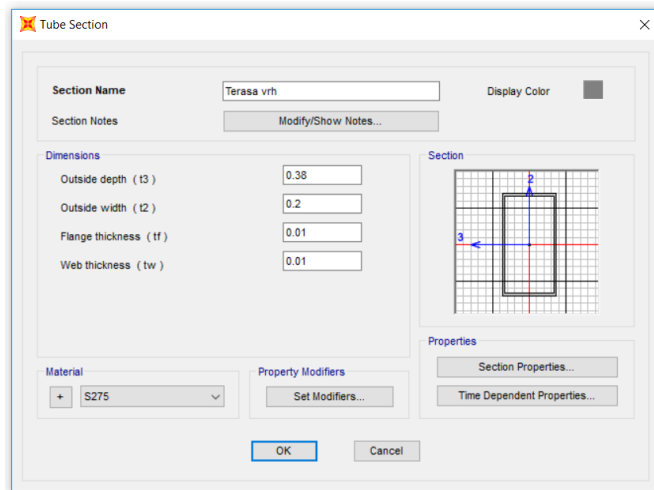 Tube Section
Section Name
Terasa vrh
Display Color
Section Notes
Modify/Show Notes...
Dimensions
Outside depth ( t3 )
0.38
Outside width ( t2 )
0.2
Flange thickness ( tf )
0.01
Web thickness ( tw )
0.01
Section
2
3
Material
+
S275
Property Modifiers
Set Modifiers...
Properties
Section Properties...
Time Dependent Properties...
OK
Cancel